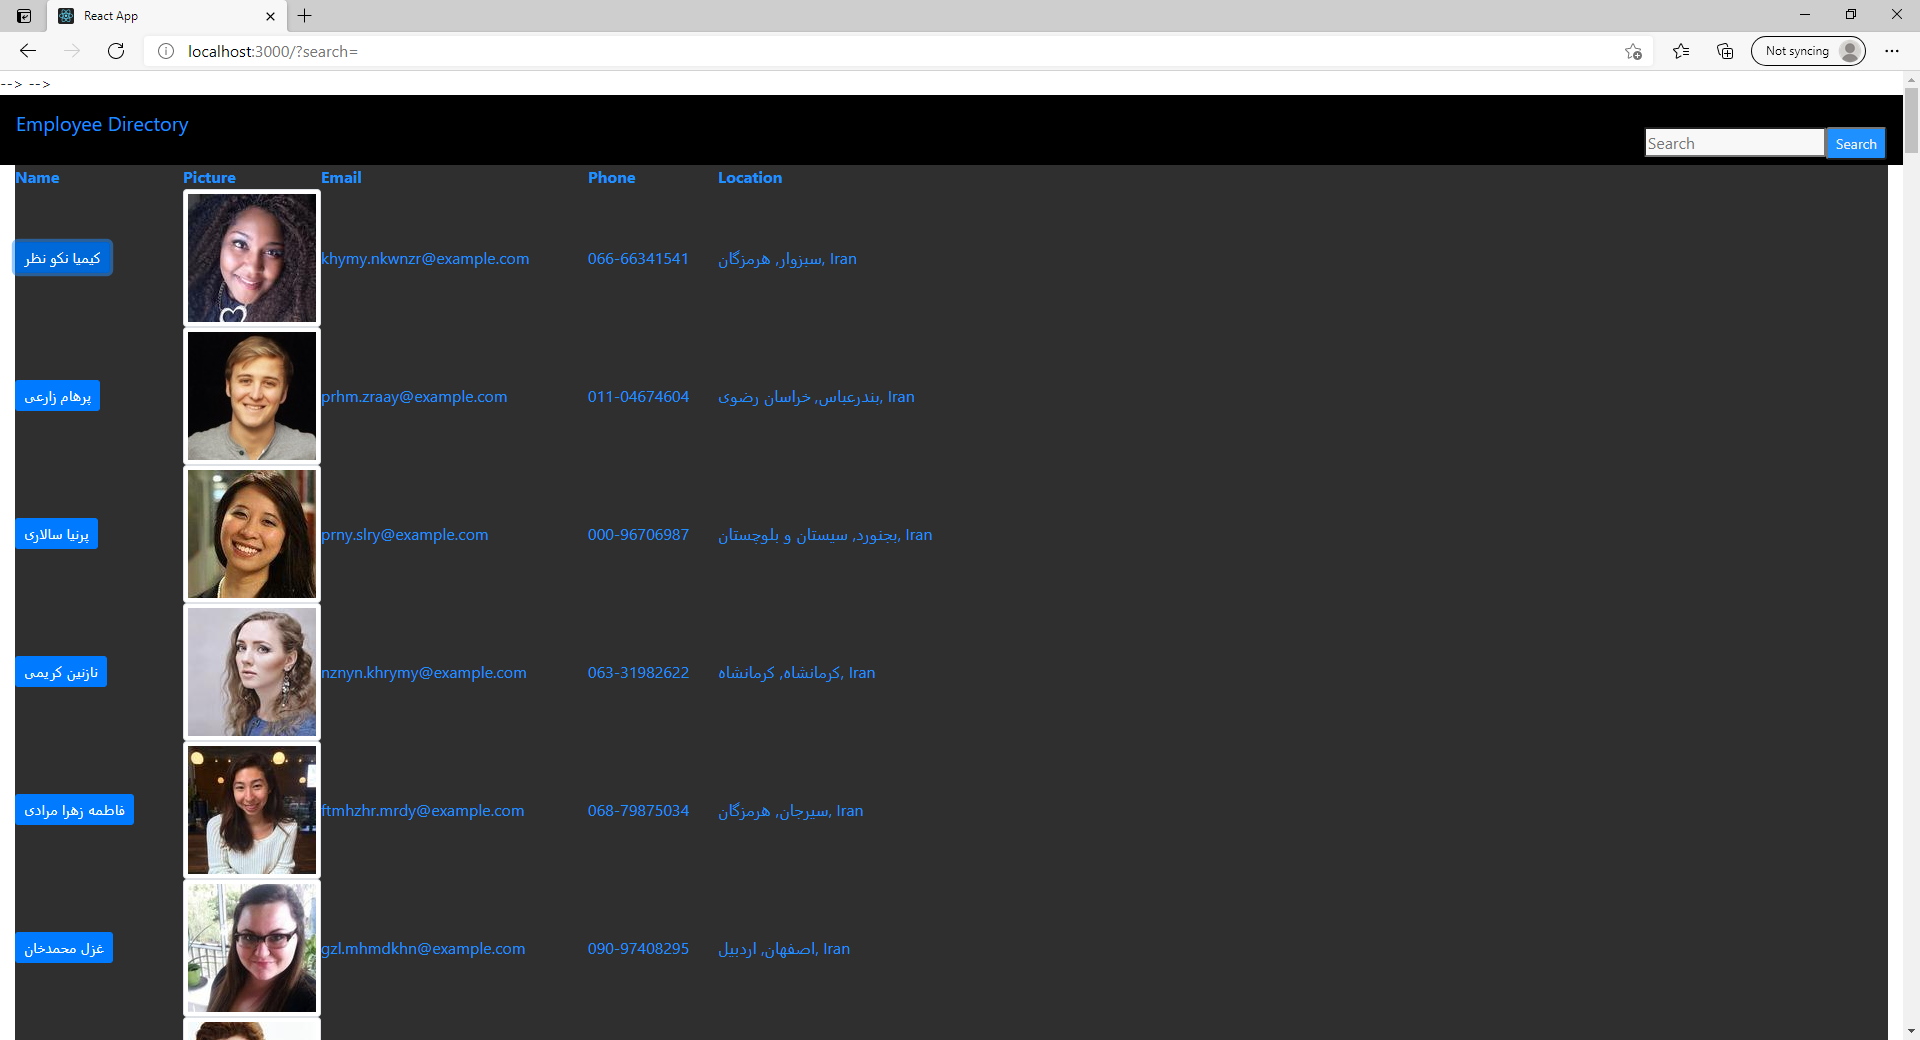 React App
localhost:3000/?search=
Not syncing
--> -->
Employee Directory
Search
Search
Name Picture Email Phone Location
کیمیا نکو نظر khymy.nkwnzr@example.com 066-66341541 سبزوار, هرمزگان, Iran
پرهام زارعی prhm.zraay@example.com 011-04674604 بندرعباس, خراسان رضوی, Iran
پرنیا سالاری prny.slry@example.com 000-96706987 بجنورد, سیستان و بلوچستان, Iran
نازنین کریمی nznyn.khrymy@example.com 063-31982622 کرمانشاه, کرمانشاه, Iran
فاطمه زهرا مرادی ftmhzhr.mrdy@example.com 068-79875034 سیرجان, هرمزگان, Iran
غزل محمدخان gzl.mhmdkhn@example.com 090-97408295 اصفهان, اردبیل, Iran